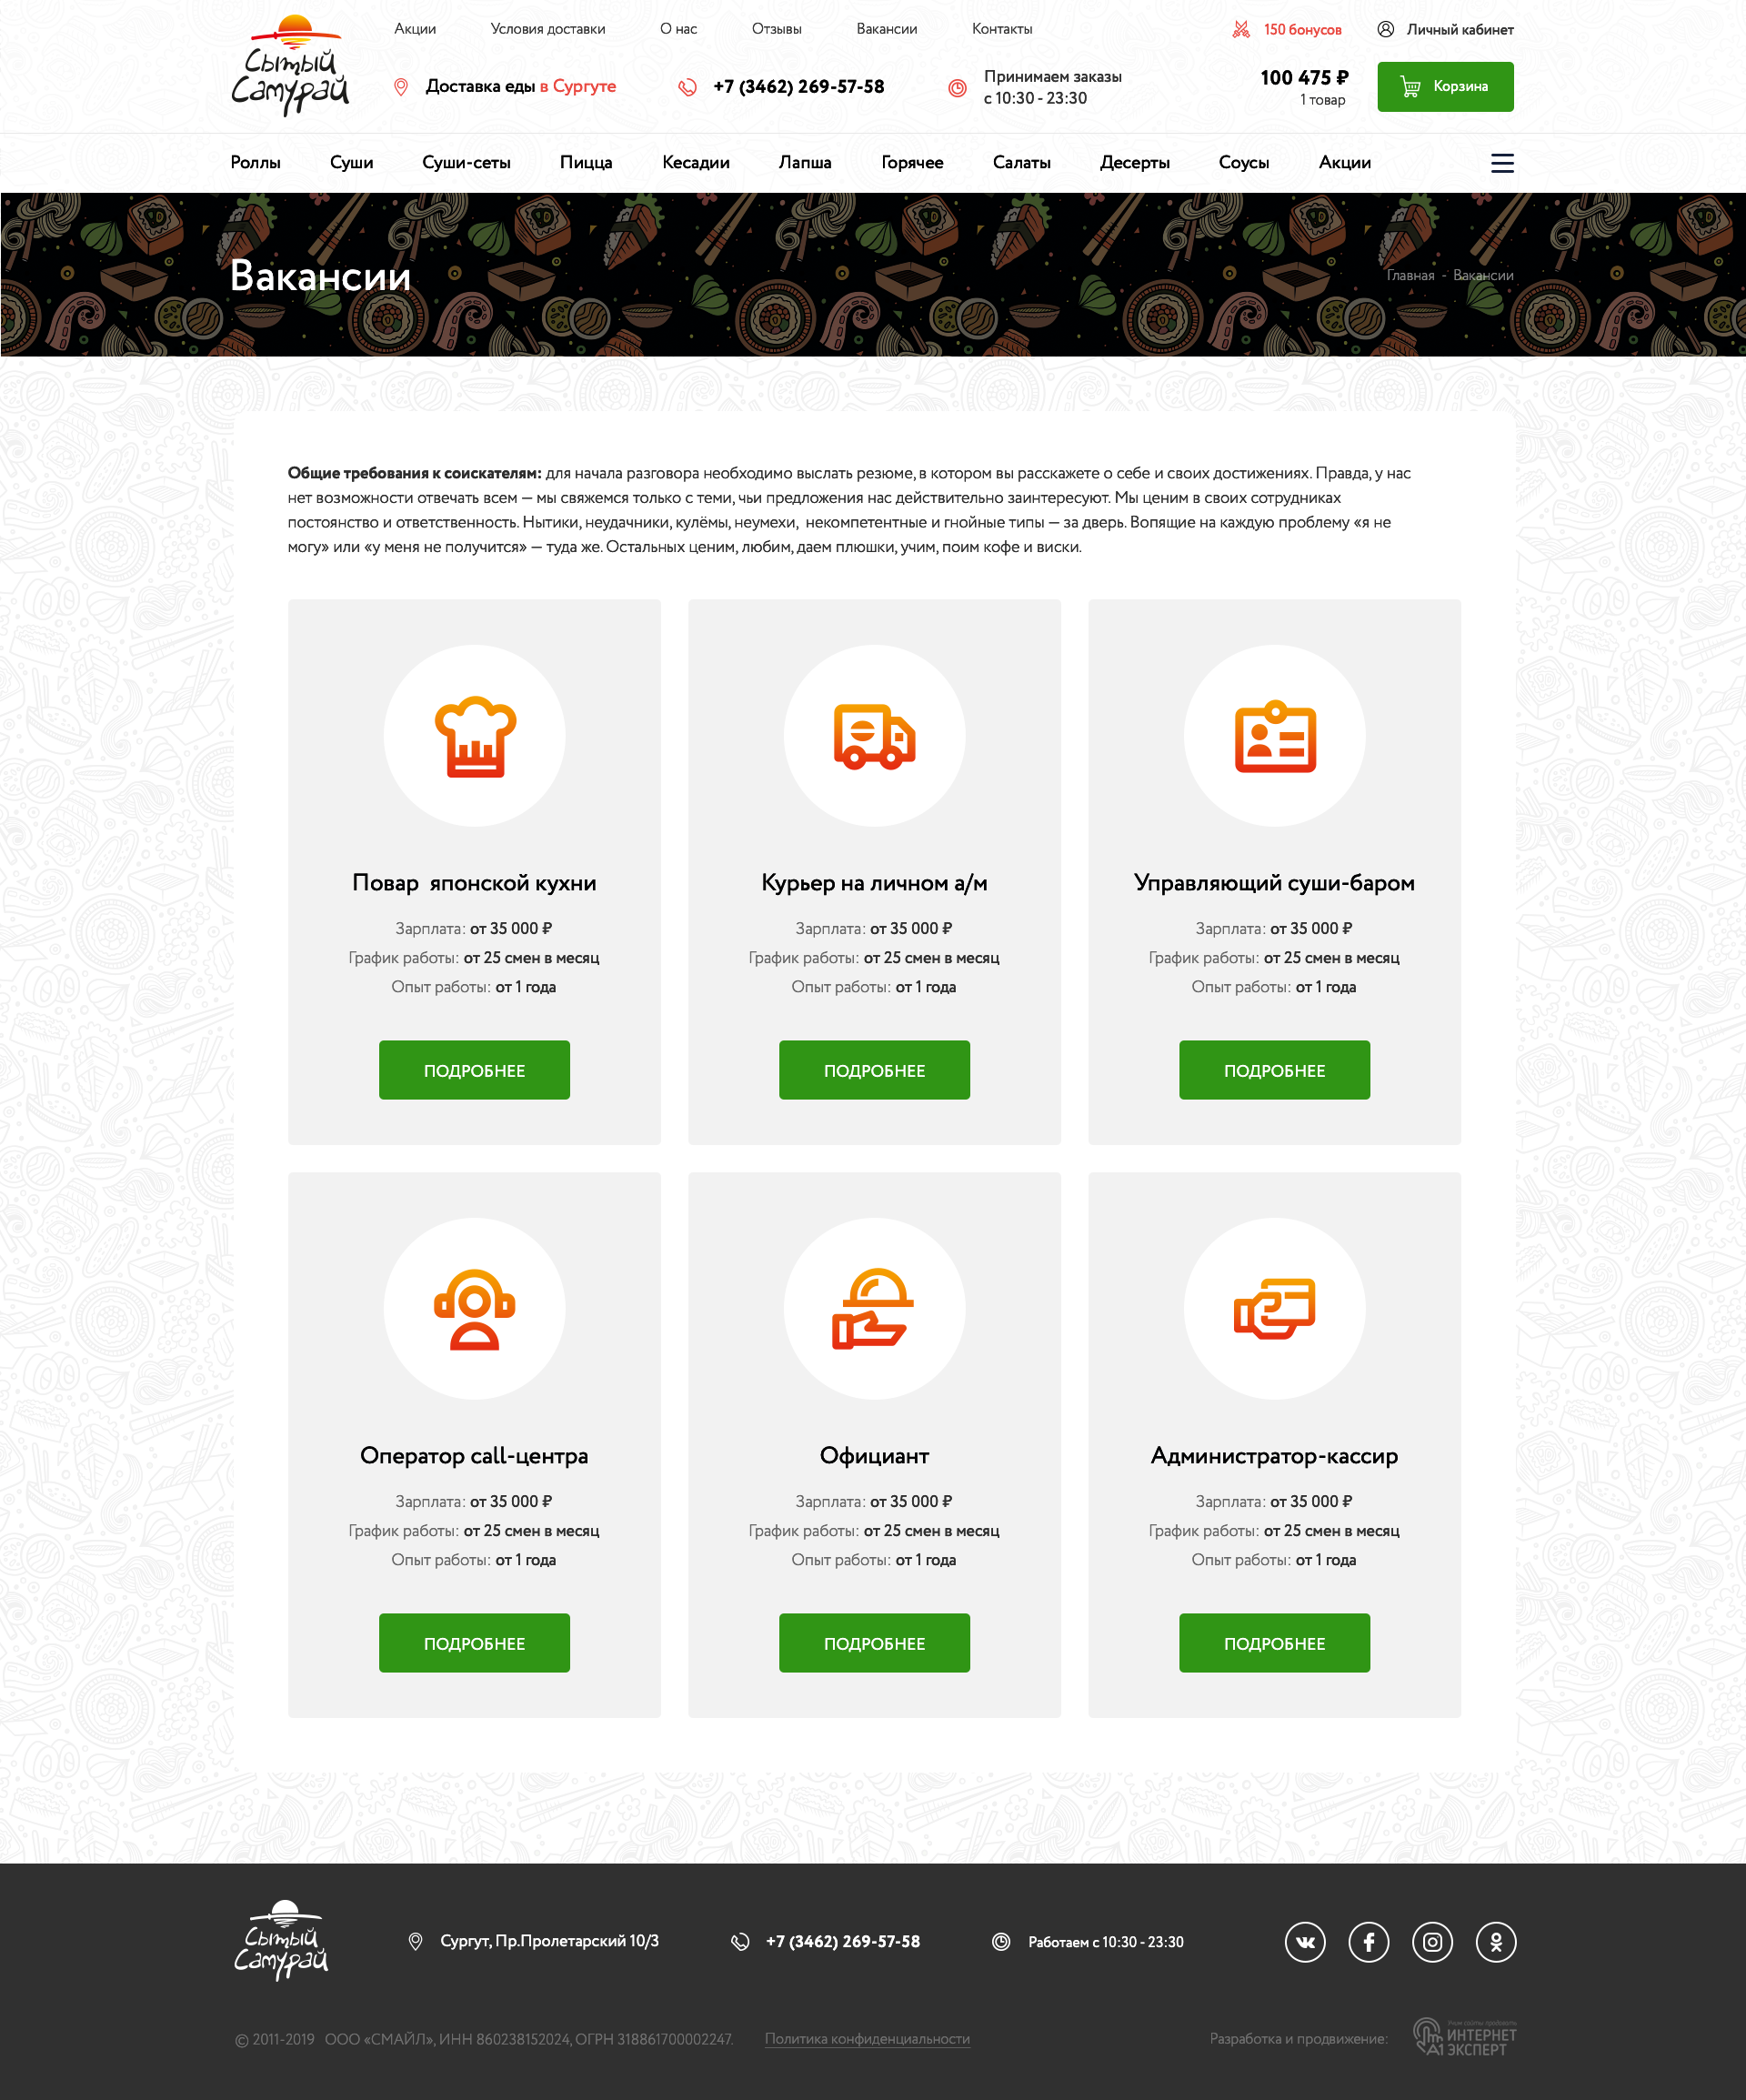 Сытый
Самурай
Акции
Условия доставки
О нас
Отзывы
Вакансии
Контакты
150 бонусов
Личный кабинет
Доставка еды в Сургуте
+7 (3462) 269-57-58
Принимаем заказы
с 10:30 - 23:30
100 475 ₽
1 товар
Корзина
Роллы
Суши
Суши-сеты
Пицца
Кесадии
Лапша
Горячее
Салаты
Десерты
Соусы
Акции
Вакансии
Главная - Вакансии
Общие требования к соискателям: для начала разговора необходимо выслать резюме, в котором вы расскажете о себе и своих достижениях. Правда, у нас
нет возможности отвечать всем — мы свяжемся только с теми, чьи предложения нас действительно заинтересуют. Мы ценим в своих сотрудниках
постоянство и ответственность. Нытики, неудачники, кулёмы, неумехи, некомпетентные и гнойные типы — за дверь. Вопящие на каждую проблему «я не
могу» или «у меня не получится» — туда же. Остальных ценим, любим, даем плюшки, учим, поим кофе и виски.
Повар японской кухни
Зарплата: от 35 000 ₽
График работы: от 25 смен в месяц
Опыт работы: от 1 года
ПОДРОБНЕЕ
Курьер на личном а/м
Зарплата: от 35 000 ₽
График работы: от 25 смен в месяц
Опыт работы: от 1 года
ПОДРОБНЕЕ
Управляющий суши-баром
Зарплата: от 35 000 ₽
График работы: от 25 смен в месяц
Опыт работы: от 1 года
ПОДРОБНЕЕ
Оператор call-центра
Зарплата: от 35 000 ₽
График работы: от 25 смен в месяц
Опыт работы: от 1 года
ПОДРОБНЕЕ
Официант
Зарплата: от 35 000 ₽
График работы: от 25 смен в месяц
Опыт работы: от 1 года
ПОДРОБНЕЕ
Администратор-кассир
Зарплата: от 35 000 ₽
График работы: от 25 смен в месяц
Опыт работы: от 1 года
ПОДРОБНЕЕ
Сытый
Самурай
Сургут, Пр.Пролетарский 10/3
+7 (3462) 269-57-58
Работаем с 10:30 - 23:30
© 2011-2019 ООО «СМАЙЛ», ИНН 860238152024, ОГРН 318861700002247.
Политика конфиденциальности
Разработка и продвижение:
ИНТЕРНЕТ
ЭКСПЕРТ